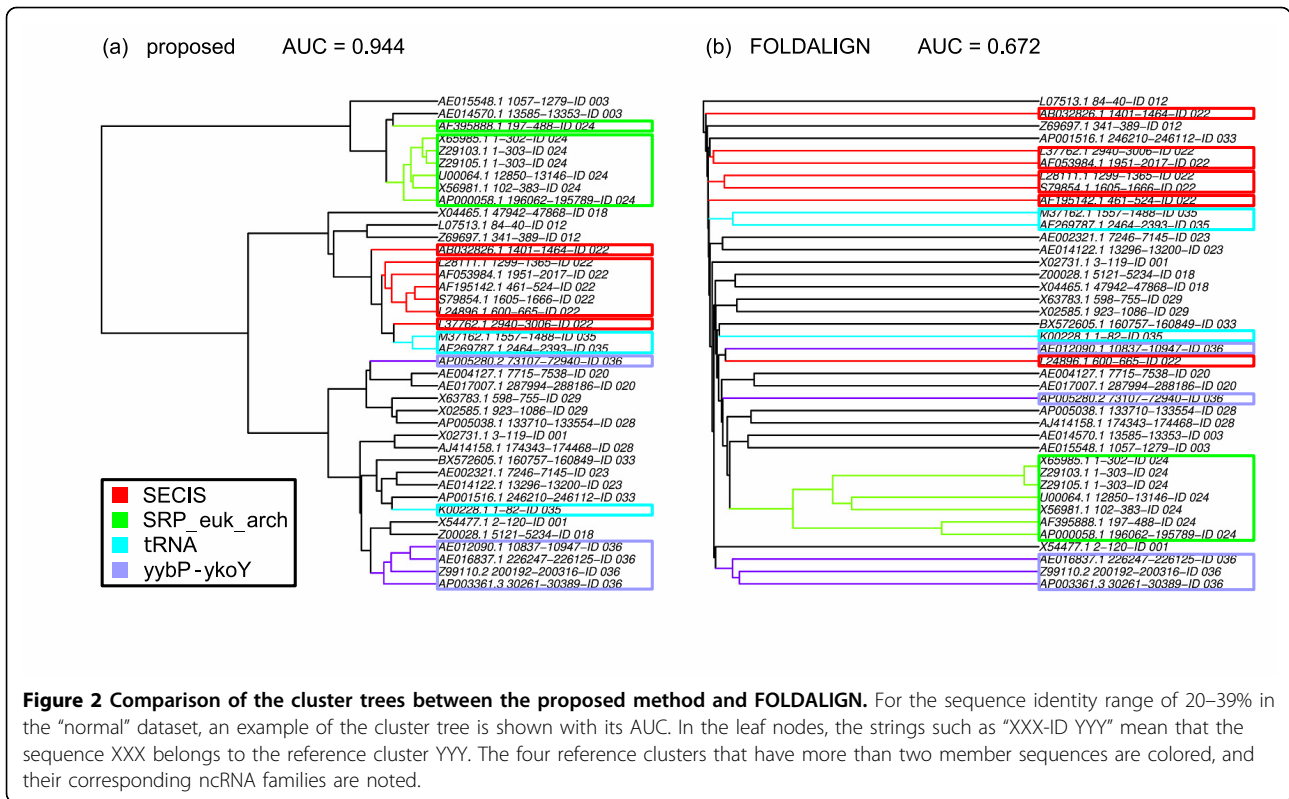 (a) proposed AUC = 0.944
AE015548.1 1057-1279-ID 003
AE014570.1 13585-13353-ID 003
AF395888.1 197-488-ID 024
X65985.1 1-302-ID 024
Z29103.1 1-303-ID 024
Z29105.1 1-303-ID 024
U00064.1 12850-13146-ID 024
X56981.1 102-383-ID 024
AP000058.1 196062-195789-ID 024
X04465.1 47942-47868-ID 018
L07513.1 84-40-ID 012
Z69697.1 341-389-ID 012
AB032826.1 1401-1464-ID 022
L28111.1 1299-1365-ID 022
AF053984.1 1951-2017-ID 022
AF195142.1 461-524-ID 022
S79854.1 1605-1666-ID 022
L24896.1 600-665-ID 022
L37762.1 2940-3006-ID 022
M37162.1 1557-1488-ID 035
AF269787.1 2464-2393-ID 035
AP005280.2 73107-72940-ID 036
AE004127.1 7715-7538-ID 020
AE017007.1 287994-288186-ID 020
X63783.1 598-755-ID 029
X02585.1 923-1086-ID 029
AP005038.1 133710-133554-ID 028
X02731.1 3-119-ID 001
AJ414158.1 174343-174468-ID 028
BX572605.1 160757-160849-ID 033
AE002321.1 7246-7145-ID 023
AE014122.1 13296-13200-ID 023
AP001516.1 246210-246112-ID 033
K00228.1 1-82-ID 035
X54477.1 2-120-ID 001
Z00028.1 5121-5234-ID 018
AE012090.1 10837-10947-ID 036
AE016837.1 226247-226125-ID 036
Z99110.2 200192-200316-ID 036
AP003361.3 30261-30389-ID 036
SECIS
SRP_euk_arch
tRNA
yybP-ykoY
(b) FOLDALIGN AUC = 0.672
L07513.1 84-40-ID 012
AB032826.1 1401-1464-ID 022
Z69697.1 341-389-ID 012
AP001516.1 246210-246112-ID 033
L37762.1 2940-3006-ID 022
AF053984.1 1951-2017-ID 022
L28111.1 1299-1365-ID 022
S79854.1 1605-1666-ID 022
AF195142.1 461-524-ID 022
M37162.1 1557-1488-ID 035
AF269787.1 2464-2393-ID 035
AE002321.1 7246-7145-ID 023
AE014122.1 13296-13200-ID 023
X02731.1 3-119-ID 001
Z00028.1 5121-5234-ID 018
X04465.1 47942-47868-ID 018
X63783.1 598-755-ID 029
X02585.1 923-1086-ID 029
BX572605.1 160757-160849-ID 033
K00228.1 1-82-ID 035
AE012090.1 10837-10947-ID 036
L24896.1 600-665-ID 022
AE004127.1 7715-7538-ID 020
AE017007.1 287994-288186-ID 020
AP005280.2 73107-72940-ID 036
AP005038.1 133710-133554-ID 028
AJ414158.1 174343-174468-ID 028
AE014570.1 13585-13353-ID 003
AE015548.1 1057-1279-ID 003
X65985.1 1-302-ID 024
Z29103.1 1-303-ID 024
Z29105.1 1-303-ID 024
U00064.1 12850-13146-ID 024
X56981.1 102-383-ID 024
AF395888.1 197-488-ID 024
AP000058.1 196062-195789-ID 024
X54477.1 2-120-ID 001
AE016837.1 226247-226125-ID 036
Z99110.2 200192-200316-ID 036
AP003361.3 30261-30389-ID 036
Figure 2 Comparison of the cluster trees between the proposed method and FOLDALIGN. For the sequence identity range of 20–39% in
the “normal” dataset, an example of the cluster tree is shown with its AUC. In the leaf nodes, the strings such as “XXX-ID YYY” mean that the
sequence XXX belongs to the reference cluster YYY. The four reference clusters that have more than two member sequences are colored, and
their corresponding ncRNA families are noted.